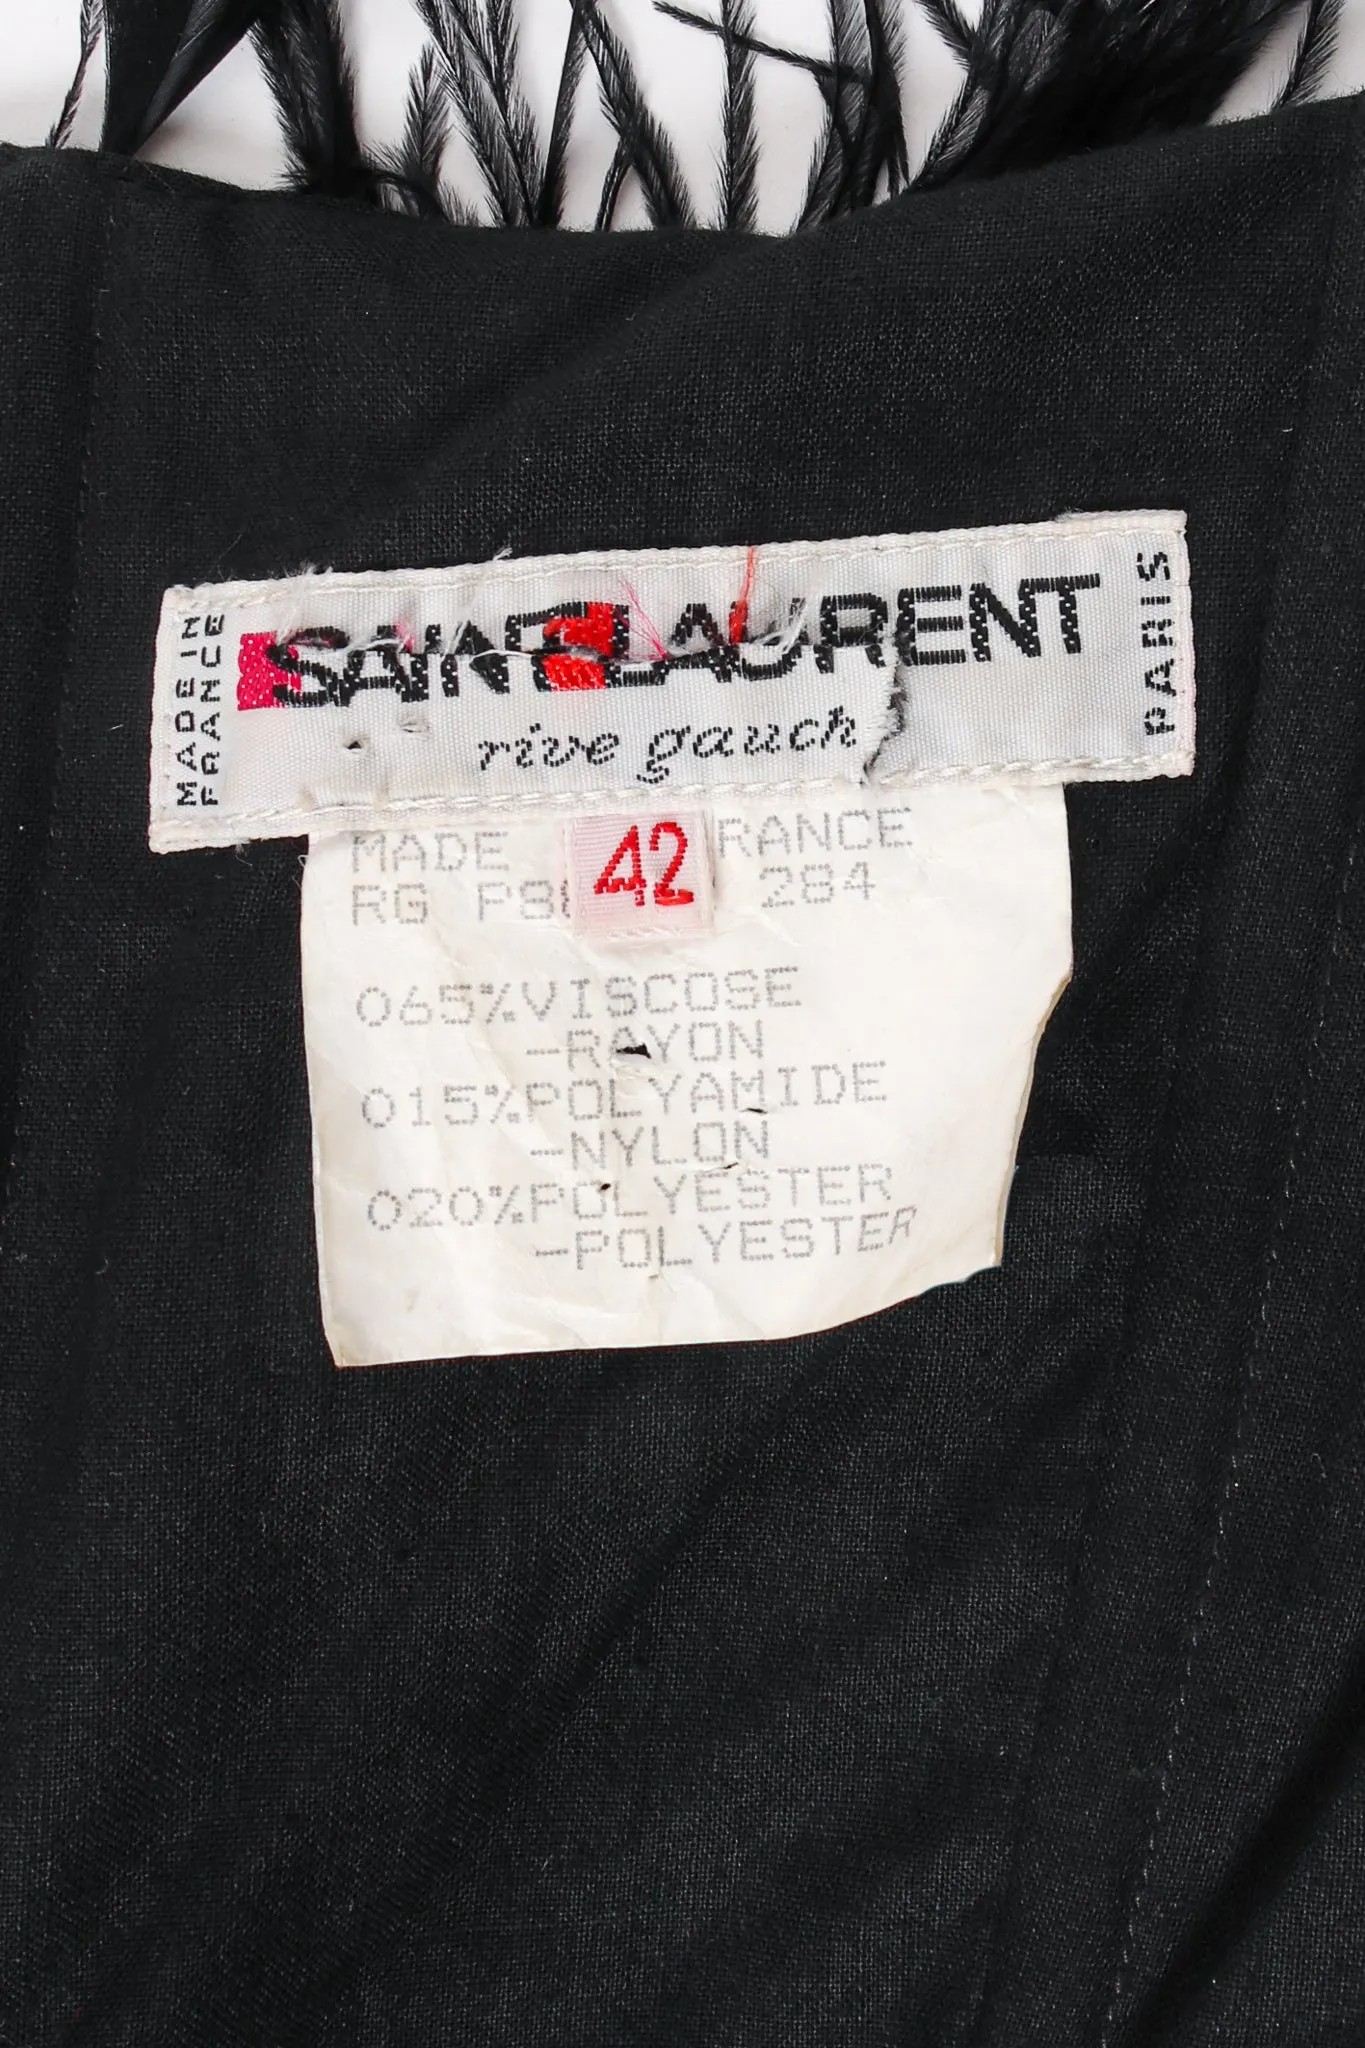 MADE IN
FRANCE
SAINT LAURENT
rive gauch
PARIS
42
MADE RANCE
RG P8 284
065%VISCOSE
-RAYON
015%POLYAMIDE
-NYLON
020%POLYESTER
-POLYESTER